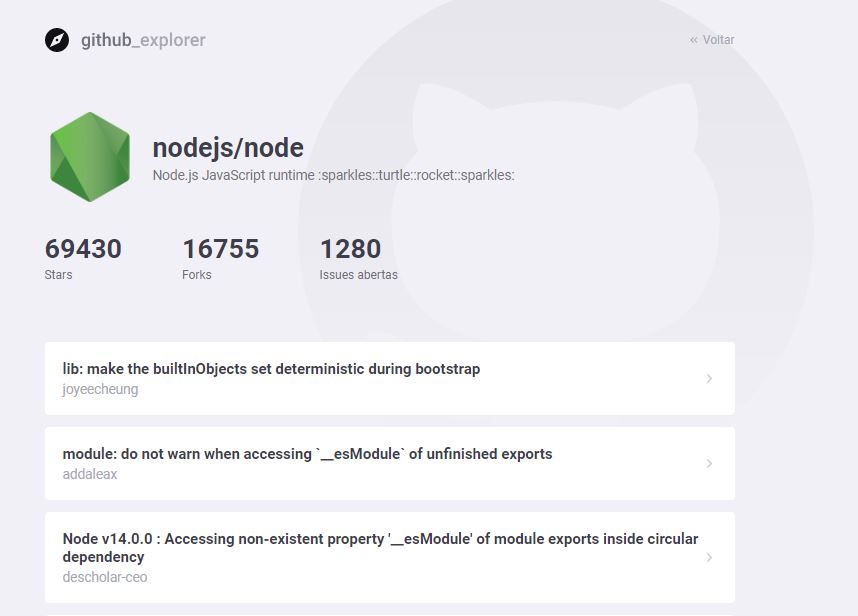 github_explorer
« Voltar
nodejs/node
Node.js JavaScript runtime :sparkles::turtle::rocket::sparkles:
69430 16755 1280
Stars Forks Issues abertas
lib: make the builtInObjects set deterministic during bootstrap
joyeecheung
module: do not warn when accessing `__esModule` of unfinished exports
addaleax
Node v14.0.0 : Accessing non-existent property '__esModule' of module exports inside circular
dependency
descholar-ceo